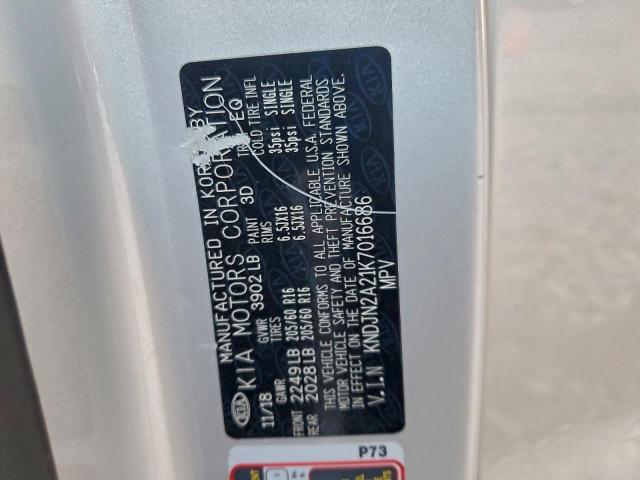 MANUFACTURED IN KOREA BY
KIA KIA MOTORS CORPORATION
11/18 GVWR 3902 LB PAINT 3D TRIM EQ
GAWR TIRES RIMS COLD TIRE INFL
FRONT 2249 LB 205/60 R16 6.5JX16 35psi SINGLE
REAR 2028 LB 205/60 R16 6.5JX16 35psi SINGLE
THIS VEHICLE CONFORMS TO ALL APPLICABLE U.S.A. FEDERAL
MOTOR VEHICLE SAFETY AND THEFT PREVENTION STANDARDS
IN EFFECT ON THE DATE OF MANUFACTURE SHOWN ABOVE.
V.I.N KNDJN2A21K7016686
MPV
P73